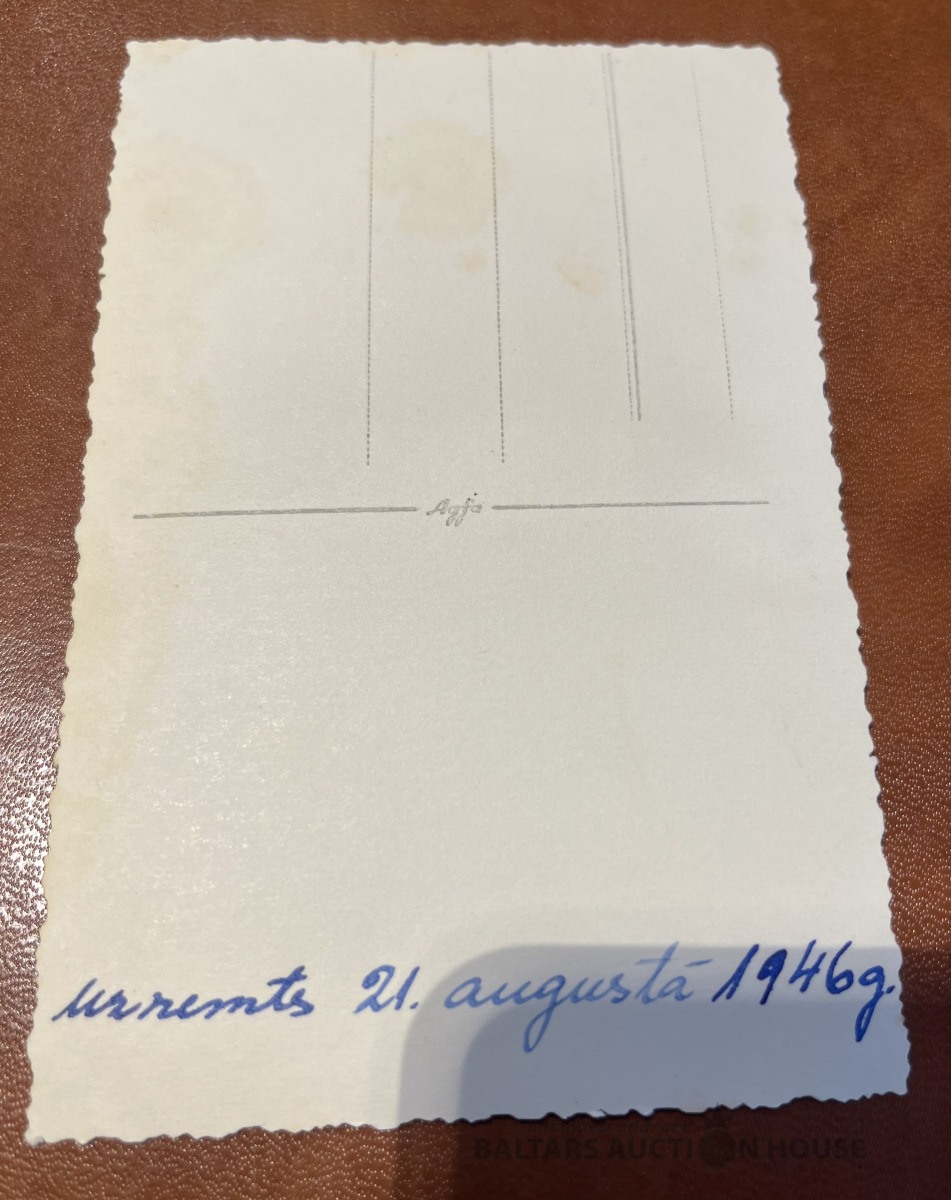 Agfa
uzņemts 21. augustā 1946g.
BALTARS AUCTION HOUSE